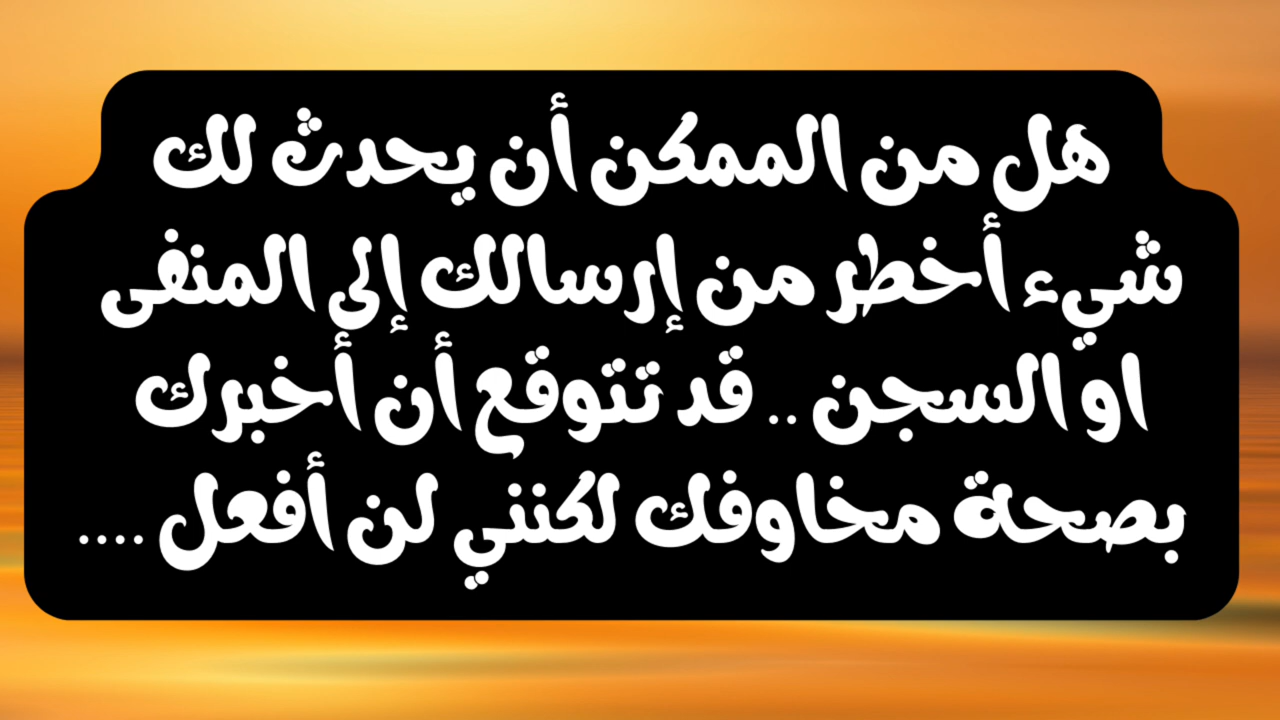 هل من الممكن أن يحدث لك
شيء أخطر من إرسالك إلى المنفى
او السجن .. قد تتوقع أن أخبرك
بصحة مخاوفك لكنني لن أفعل ....